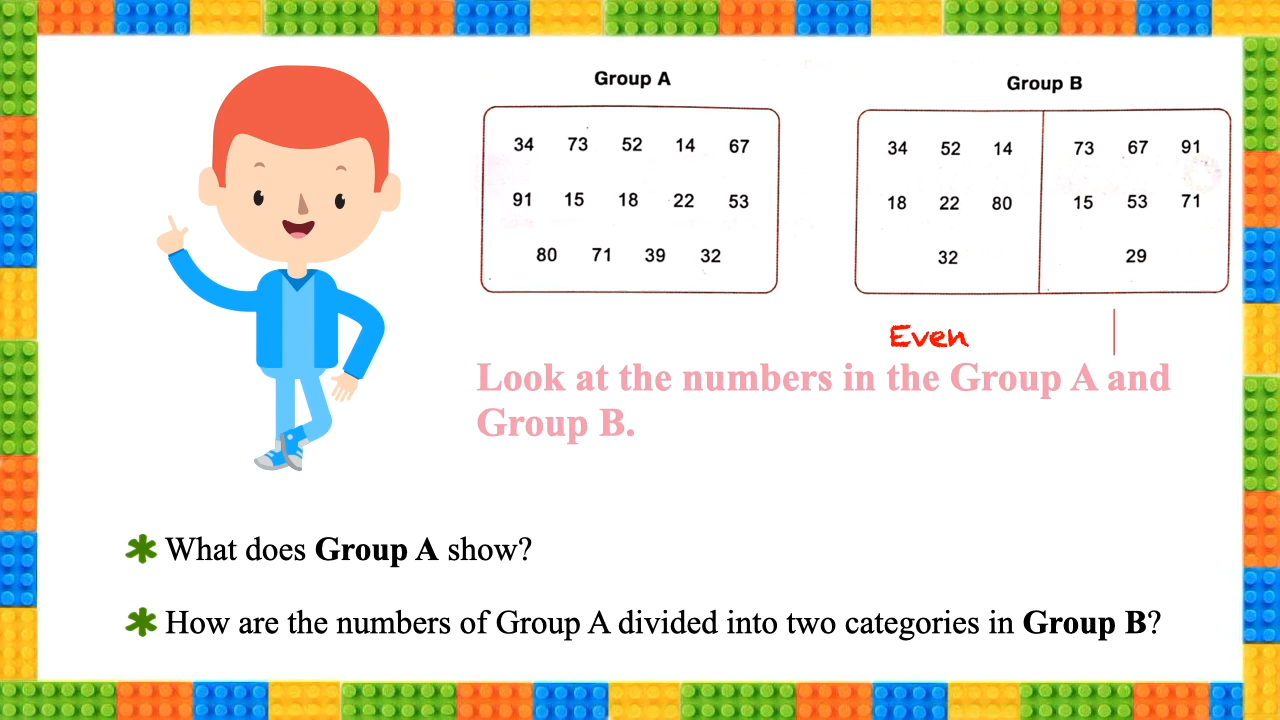 Group A
34 73 52 14 67
91 15 18 22 53
80 71 39 32
Group B
34 52 14 73 67 91
18 22 80 15 53 71
32 29
Even
Look at the numbers in the Group A and
Group B.
What does Group A show?
How are the numbers of Group A divided into two categories in Group B?